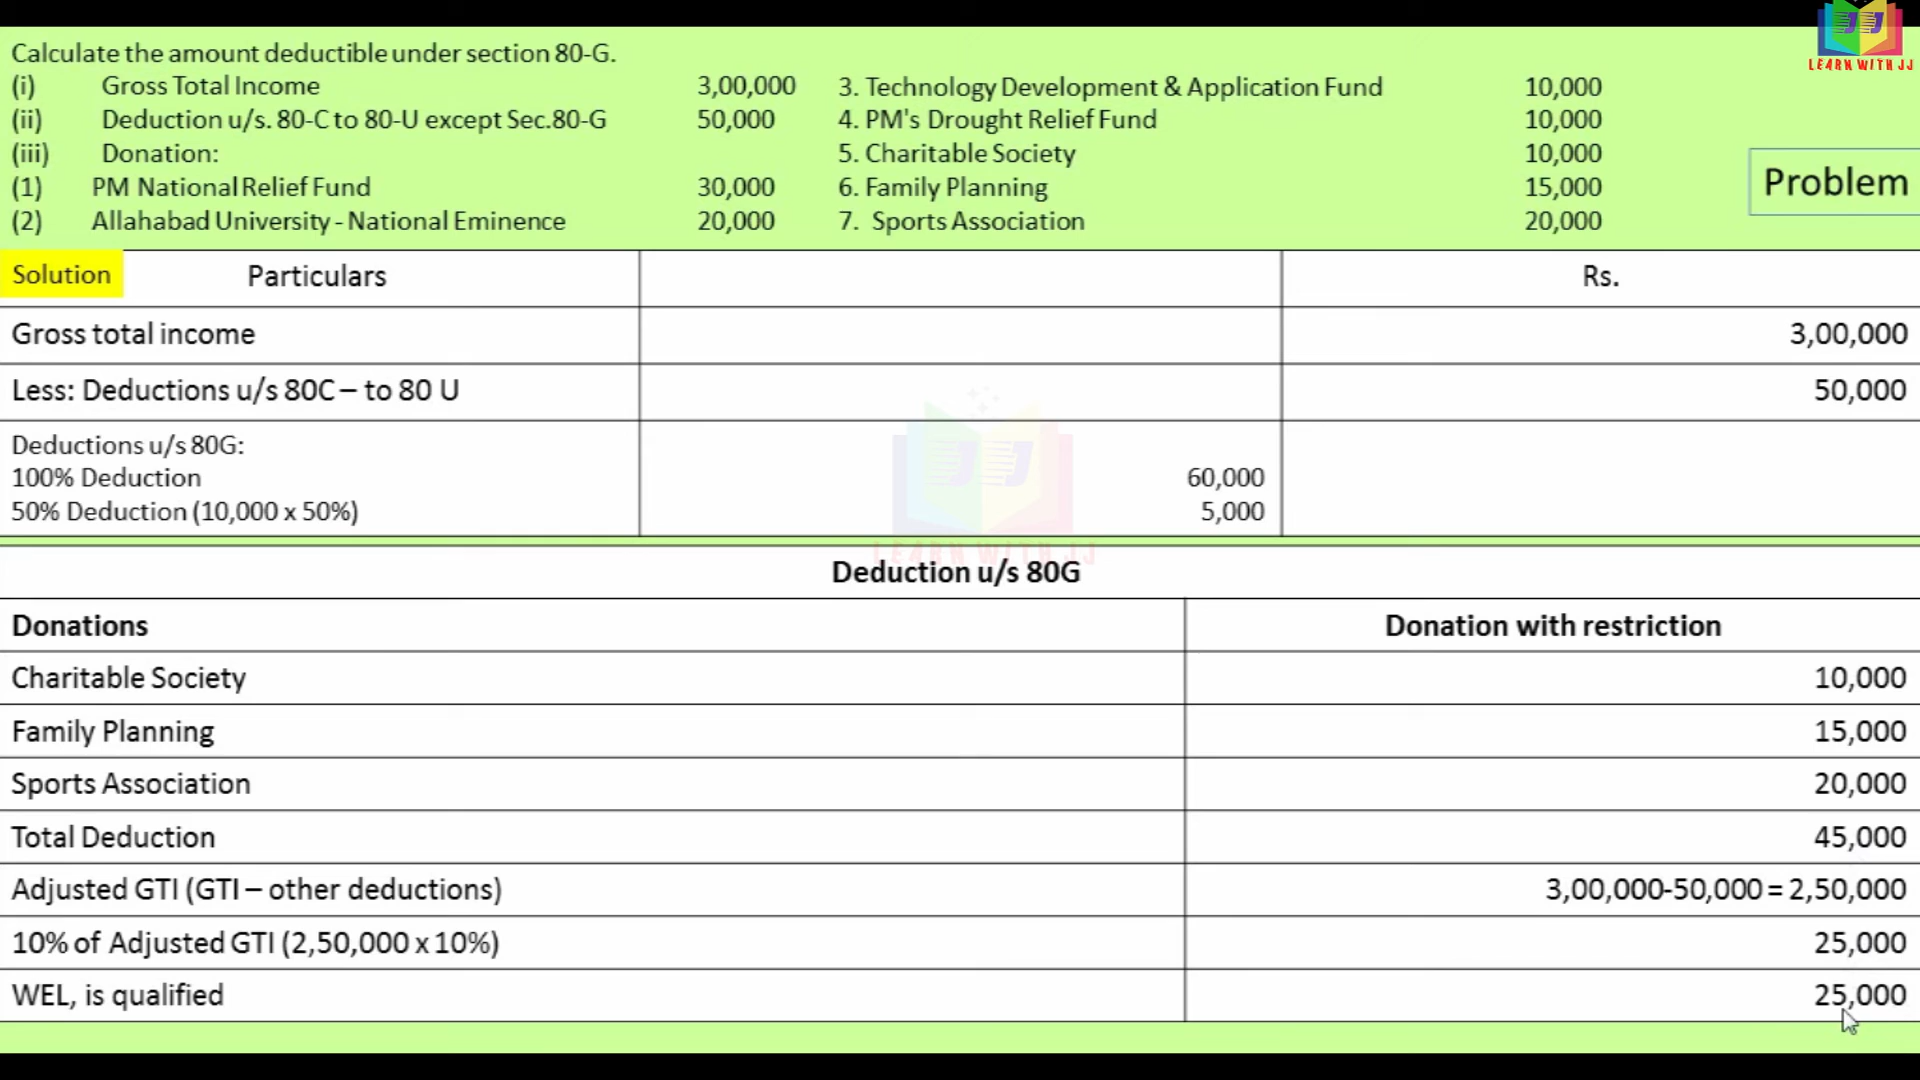 LEARN WITH JJ
Calculate the amount deductible under section 80-G.
(i) Gross Total Income 3,00,000
(ii) Deduction u/s. 80-C to 80-U except Sec.80-G 50,000
(iii) Donation:
(1) PM National Relief Fund 30,000
(2) Allahabad University - National Eminence 20,000
3. Technology Development & Application Fund 10,000
4. PM's Drought Relief Fund 10,000
5. Charitable Society 10,000
6. Family Planning 15,000
7. Sports Association 20,000
Problem
Solution Particulars Rs.
Gross total income 3,00,000
Less: Deductions u/s 80C – to 80 U 50,000
Deductions u/s 80G:
100% Deduction 60,000
50% Deduction (10,000 x 50%) 5,000
LEARN WITH JJ
Deduction u/s 80G
Donations Donation with restriction
Charitable Society 10,000
Family Planning 15,000
Sports Association 20,000
Total Deduction 45,000
Adjusted GTI (GTI – other deductions) 3,00,000-50,000 = 2,50,000
10% of Adjusted GTI (2,50,000 x 10%) 25,000
WEL, is qualified 25,000